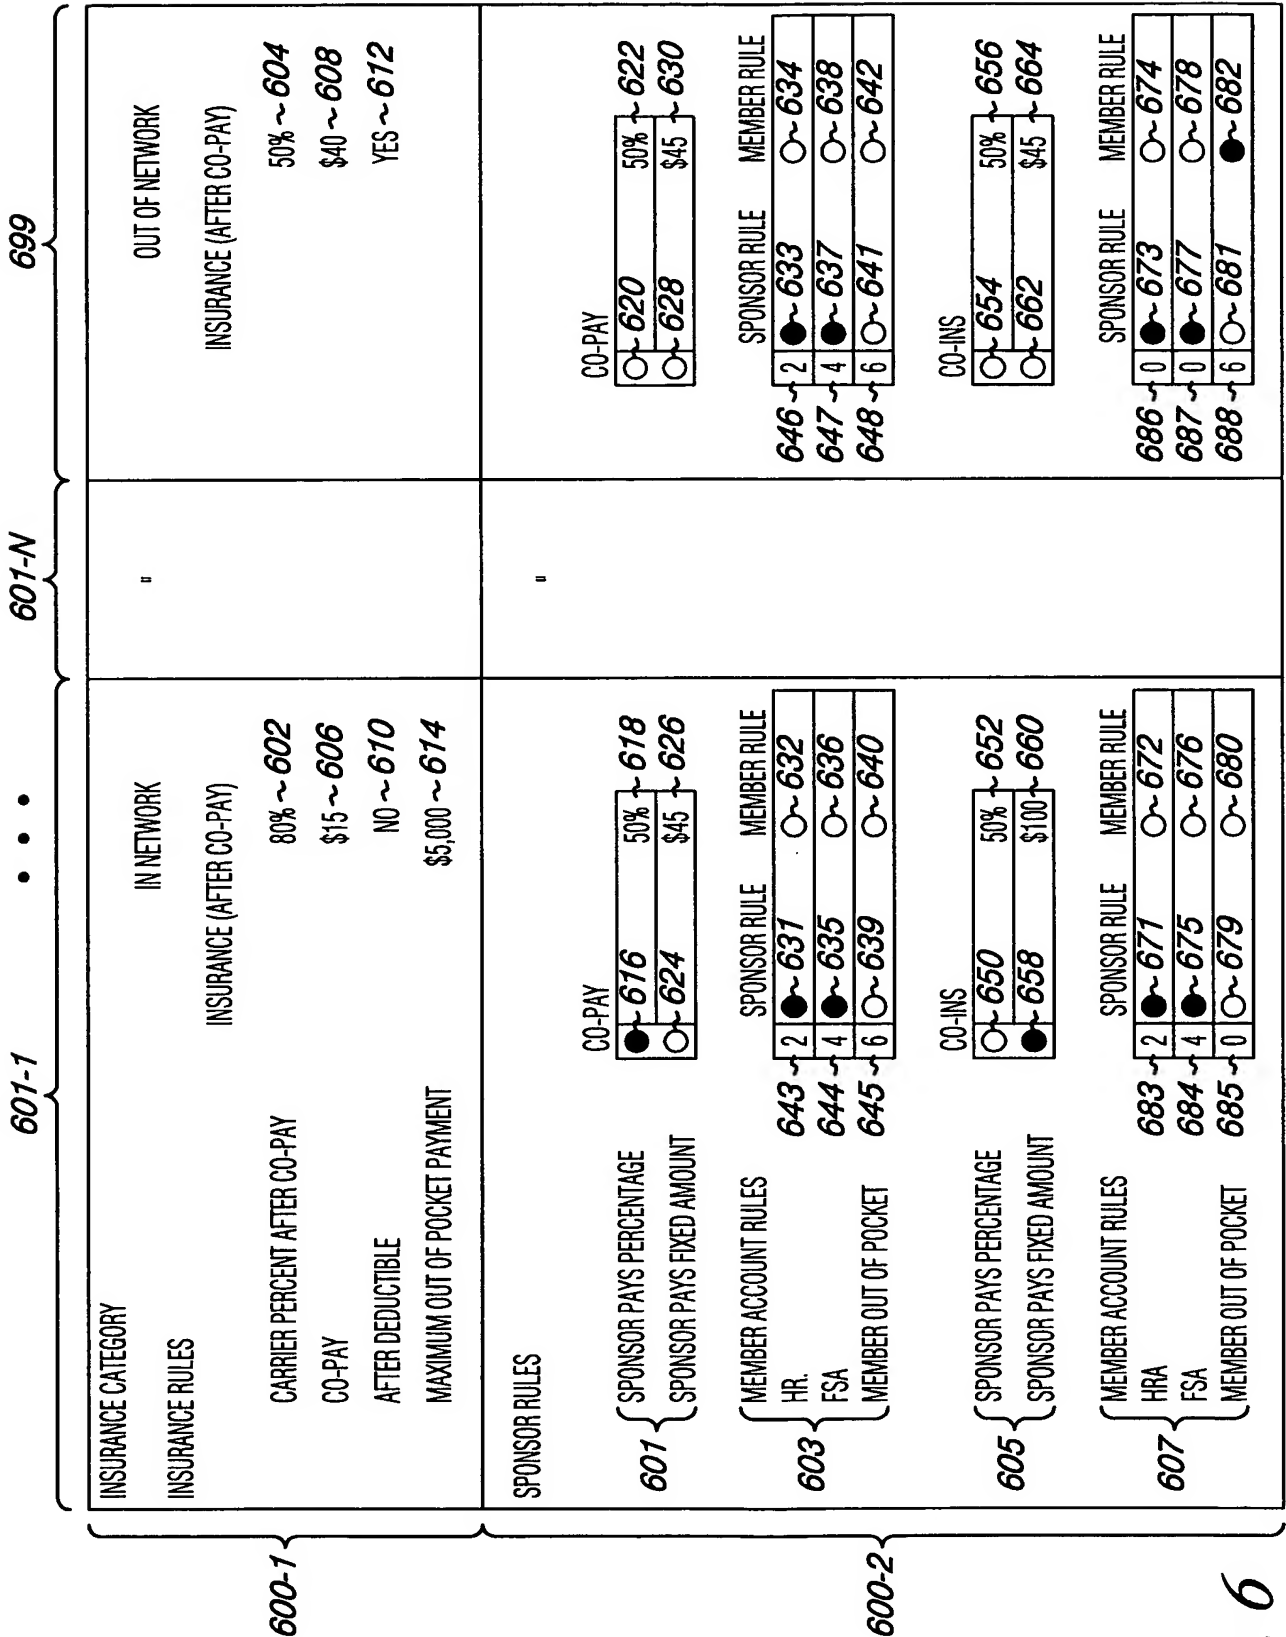 601-1 • • • 601-N 699
INSURANCE CATEGORY IN NETWORK " OUT OF NETWORK
INSURANCE RULES
INSURANCE (AFTER CO-PAY) INSURANCE (AFTER CO-PAY)
600-1
CARRIER PERCENT AFTER CO-PAY 80% ~ 602 50% ~ 604
CO-PAY $15 ~ 606 $40 ~ 608
AFTER DEDUCTIBLE NO ~ 610 YES ~ 612
MAXIMUM OUT OF POCKET PAYMENT $5,000 ~ 614
SPONSOR RULES "
CO-PAY CO-PAY
601
SPONSOR PAYS PERCENTAGE ~ 616 50% ~ 618 ~ 620 50% ~ 622
SPONSOR PAYS FIXED AMOUNT ~ 624 $45 ~ 626 ~ 628 $45 ~ 630
603
MEMBER ACCOUNT RULES SPONSOR RULE MEMBER RULE SPONSOR RULE MEMBER RULE
HR. 643 ~ 2 ~ 631 ~ 632 646 ~ 2 ~ 633 ~ 634
FSA 644 ~ 4 ~ 635 ~ 636 647 ~ 4 ~ 637 ~ 638
MEMBER OUT OF POCKET 645 ~ 6 ~ 639 ~ 640 648 ~ 6 ~ 641 ~ 642
600-2
CO-INS CO-INS
605
SPONSOR PAYS PERCENTAGE ~ 650 50% ~ 652 ~ 654 50% ~ 656
SPONSOR PAYS FIXED AMOUNT ~ 658 $100 ~ 660 ~ 662 $45 ~ 664
607
MEMBER ACCOUNT RULES SPONSOR RULE MEMBER RULE SPONSOR RULE MEMBER RULE
HRA 683 ~ 2 ~ 671 ~ 672 686 ~ 0 ~ 673 ~ 674
FSA 684 ~ 4 ~ 675 ~ 676 687 ~ 0 ~ 677 ~ 678
MEMBER OUT OF POCKET 685 ~ 0 ~ 679 ~ 680 688 ~ 6 ~ 681 ~ 682
6